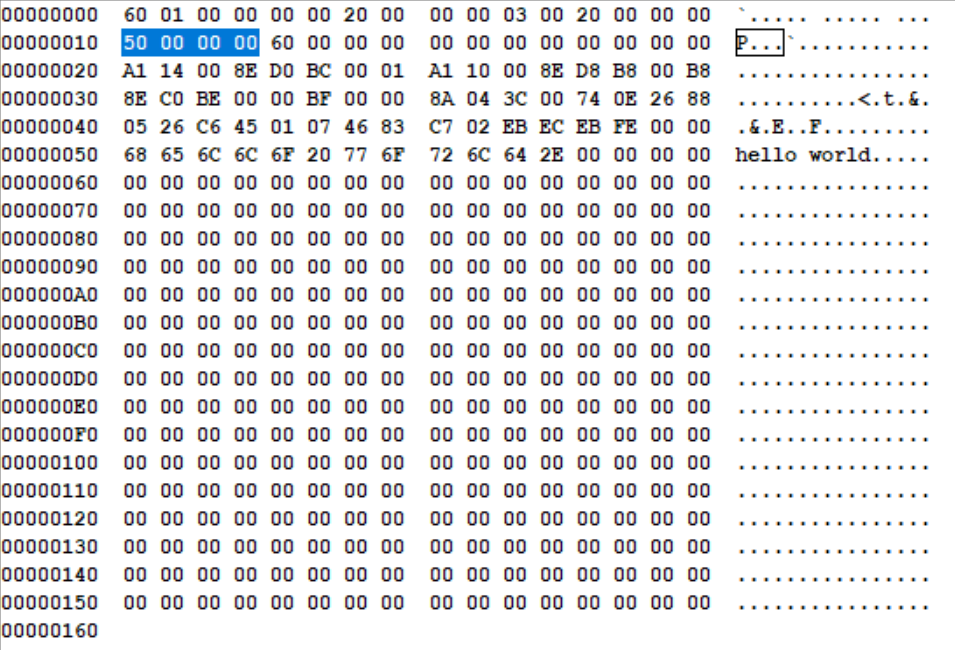 00000000 60 01 00 00 00 00 20 00 00 00 03 00 20 00 00 00 `..... ..... ...
00000010 50 00 00 00 60 00 00 00 00 00 00 00 00 00 00 00 P...`...........
00000020 A1 14 00 8E D0 BC 00 01 A1 10 00 8E D8 B8 00 B8 ................
00000030 8E C0 BE 00 00 BF 00 00 8A 04 3C 00 74 0E 26 88 ..........<.t.&.
00000040 05 26 C6 45 01 07 46 83 C7 02 EB EC EB FE 00 00 .&.E..F.........
00000050 68 65 6C 6C 6F 20 77 6F 72 6C 64 2E 00 00 00 00 hello world.....
00000060 00 00 00 00 00 00 00 00 00 00 00 00 00 00 00 00 ................
00000070 00 00 00 00 00 00 00 00 00 00 00 00 00 00 00 00 ................
00000080 00 00 00 00 00 00 00 00 00 00 00 00 00 00 00 00 ................
00000090 00 00 00 00 00 00 00 00 00 00 00 00 00 00 00 00 ................
000000A0 00 00 00 00 00 00 00 00 00 00 00 00 00 00 00 00 ................
000000B0 00 00 00 00 00 00 00 00 00 00 00 00 00 00 00 00 ................
000000C0 00 00 00 00 00 00 00 00 00 00 00 00 00 00 00 00 ................
000000D0 00 00 00 00 00 00 00 00 00 00 00 00 00 00 00 00 ................
000000E0 00 00 00 00 00 00 00 00 00 00 00 00 00 00 00 00 ................
000000F0 00 00 00 00 00 00 00 00 00 00 00 00 00 00 00 00 ................
00000100 00 00 00 00 00 00 00 00 00 00 00 00 00 00 00 00 ................
00000110 00 00 00 00 00 00 00 00 00 00 00 00 00 00 00 00 ................
00000120 00 00 00 00 00 00 00 00 00 00 00 00 00 00 00 00 ................
00000130 00 00 00 00 00 00 00 00 00 00 00 00 00 00 00 00 ................
00000140 00 00 00 00 00 00 00 00 00 00 00 00 00 00 00 00 ................
00000150 00 00 00 00 00 00 00 00 00 00 00 00 00 00 00 00 ................
00000160